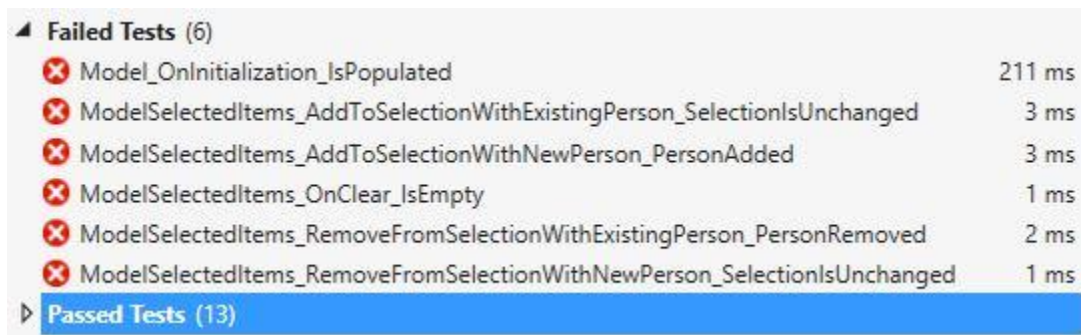 Failed Tests (6)
Model_OnInitialization_IsPopulated 211 ms
ModelSelectedItems_AddToSelectionWithExistingPerson_SelectionIsUnchanged 3 ms
ModelSelectedItems_AddToSelectionWithNewPerson_PersonAdded 3 ms
ModelSelectedItems_OnClear_IsEmpty 1 ms
ModelSelectedItems_RemoveFromSelectionWithExistingPerson_PersonRemoved 2 ms
ModelSelectedItems_RemoveFromSelectionWithNewPerson_SelectionIsUnchanged 1 ms
Passed Tests (13)